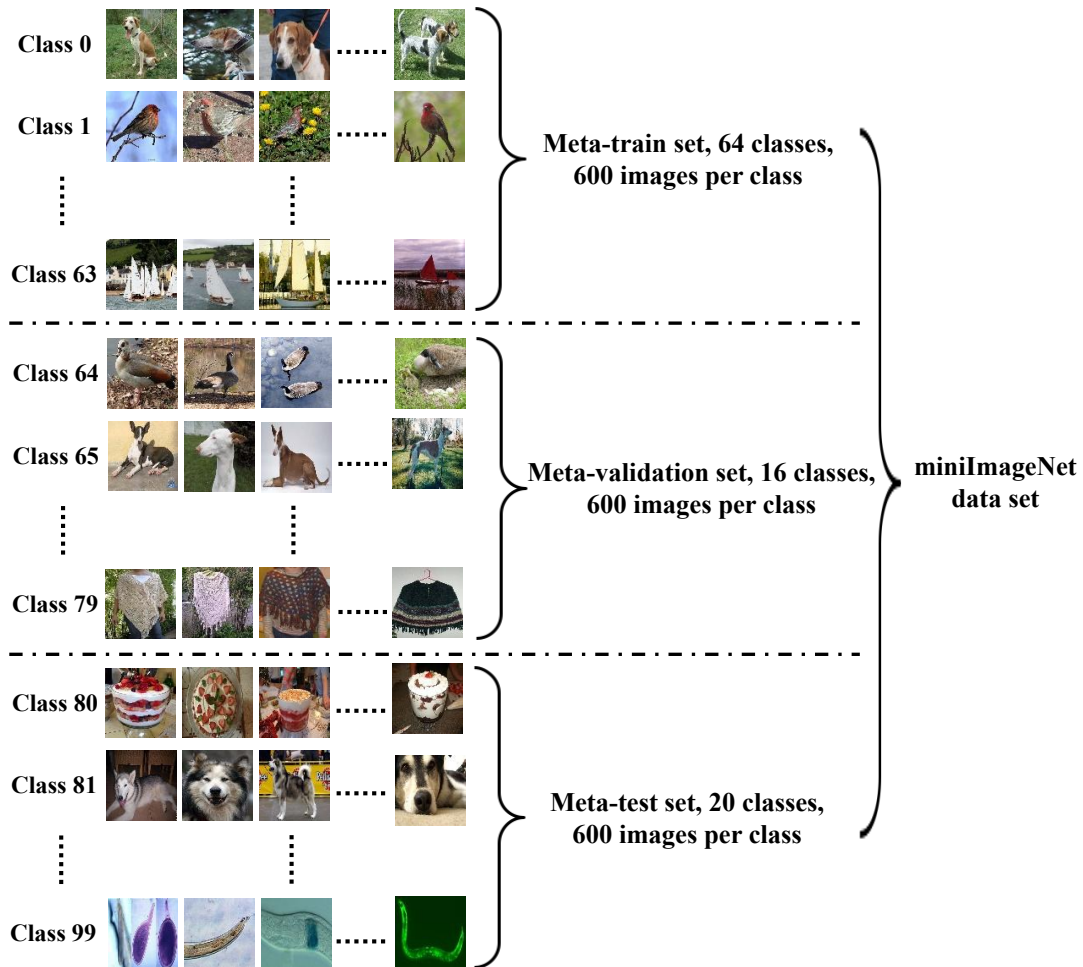 Class 0
Class 1
Class 63
Meta-train set, 64 classes,
600 images per class
Class 64
Class 65
Class 79
Meta-validation set, 16 classes,
600 images per class
Class 80
Class 81
Class 99
Meta-test set, 20 classes,
600 images per class
miniImageNet
data set